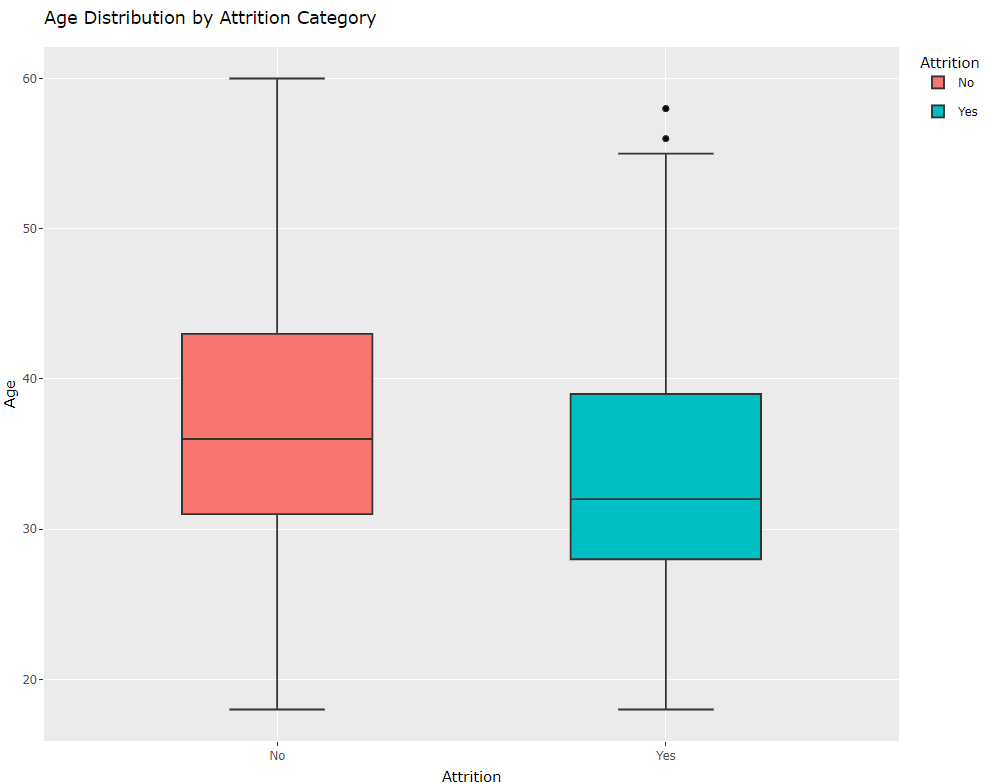 Age Distribution by Attrition Category
Attrition
No
Yes
60
50
40
30
20
Age
No Yes
Attrition